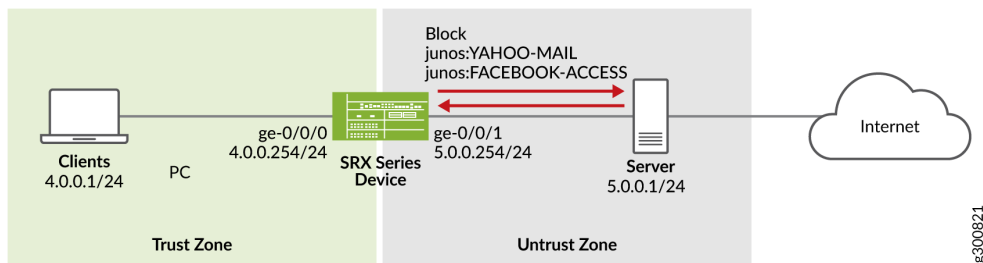 Block
junos:YAHOO-MAIL
junos:FACEBOOK-ACCESS
Internet
ge-0/0/0
4.0.0.254/24
ge-0/0/1
5.0.0.254/24
Clients
4.0.0.1/24
PC
SRX Series
Device
Server
5.0.0.1/24
Trust Zone
Untrust Zone
g300821